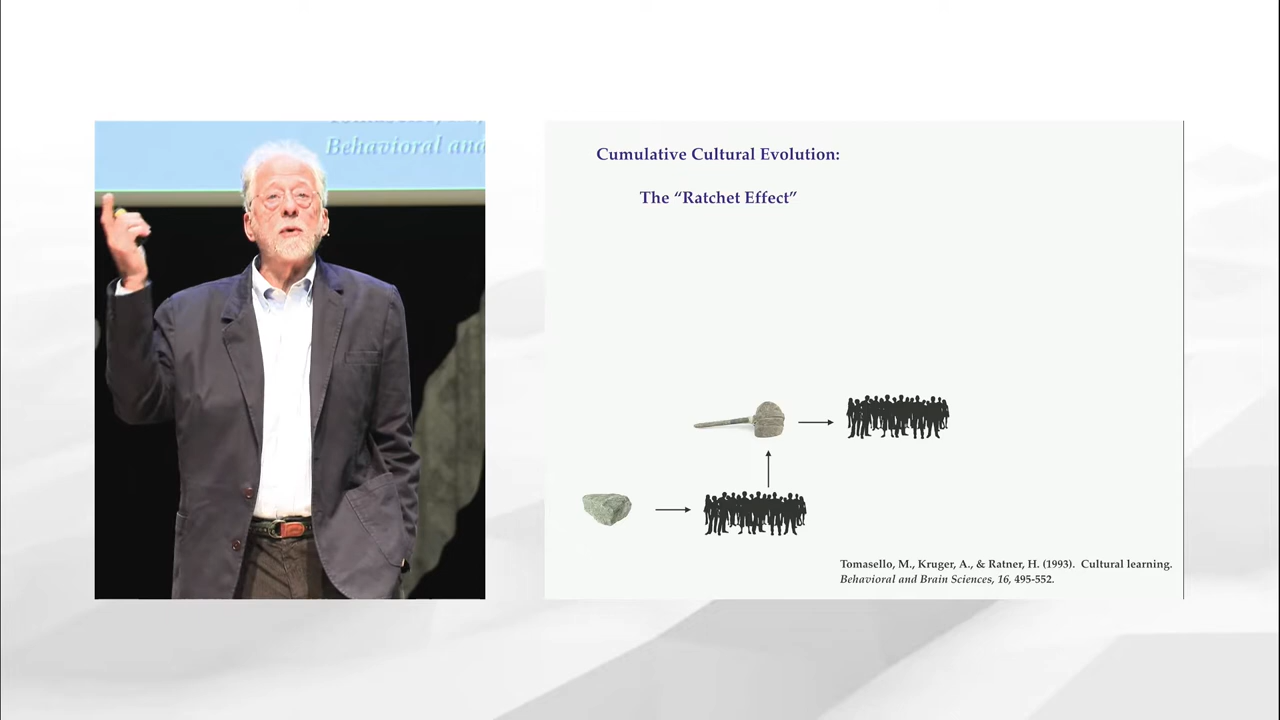 Behavioral and
Cumulative Cultural Evolution:
The “Ratchet Effect”
Tomasello, M., Kruger, A., & Ratner, H. (1993). Cultural learning.
Behavioral and Brain Sciences, 16, 495-552.